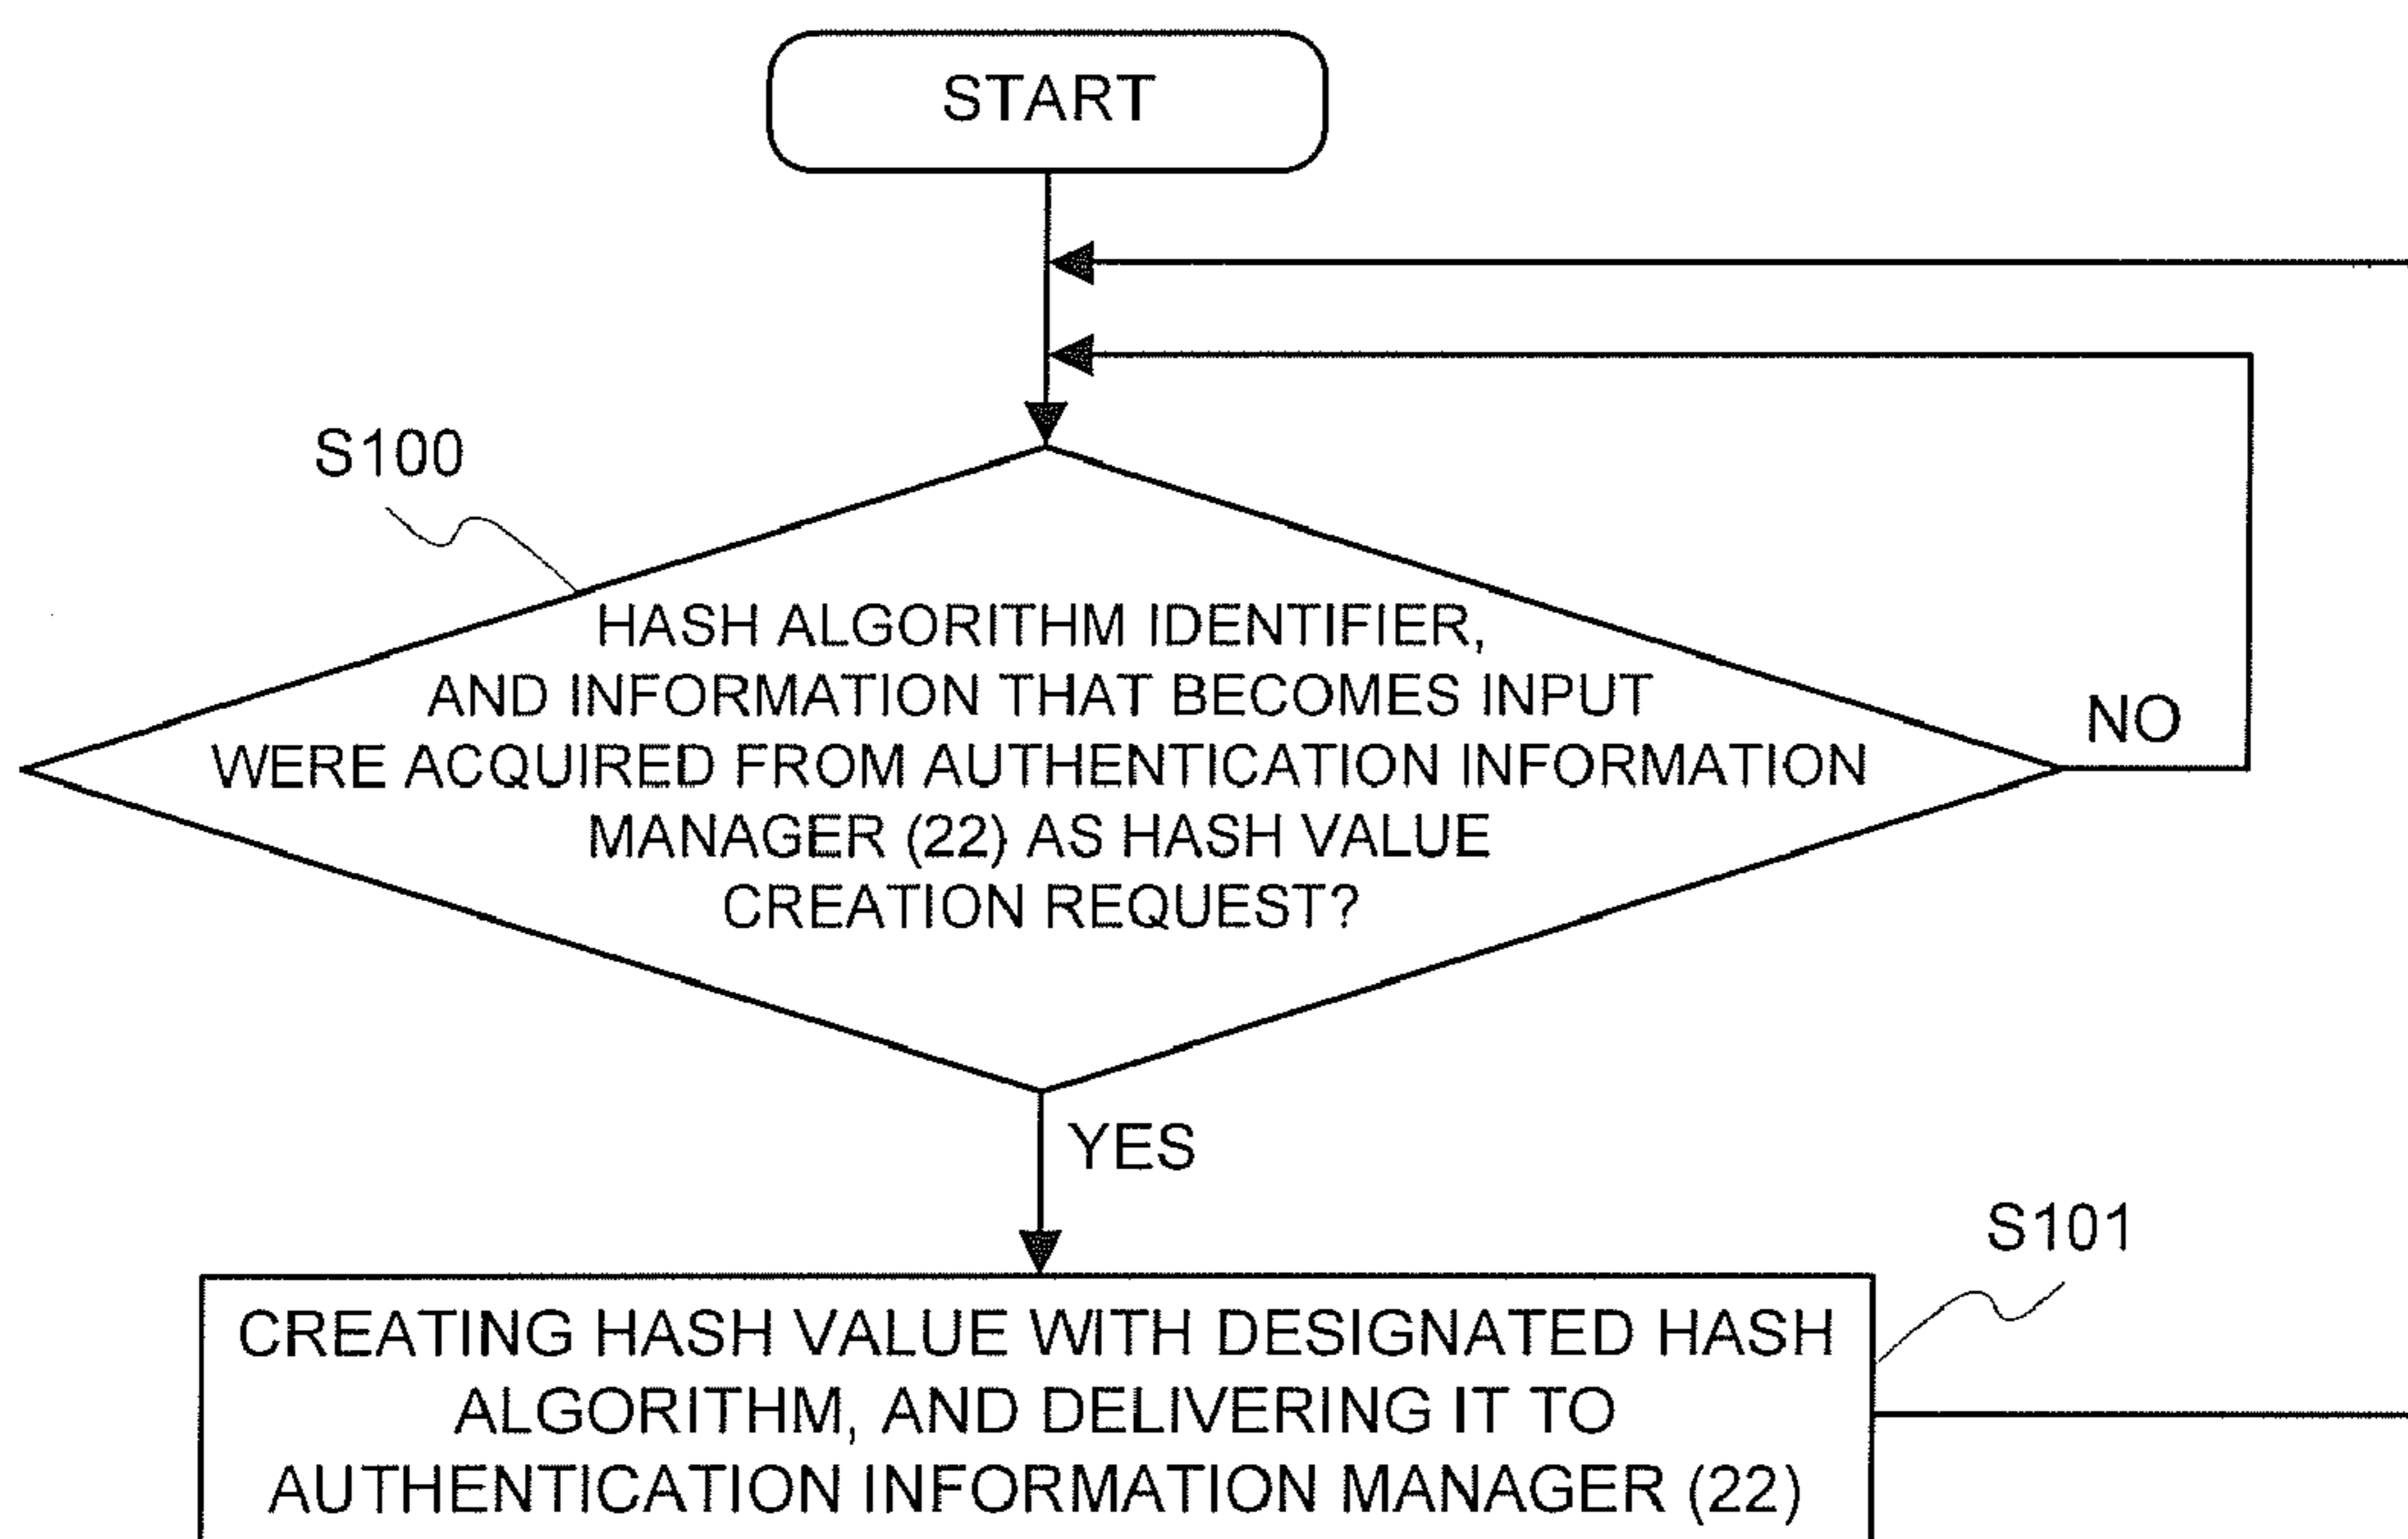 START
S100
HASH ALGORITHM IDENTIFIER,
AND INFORMATION THAT BECOMES INPUT
WERE ACQUIRED FROM AUTHENTICATION INFORMATION
MANAGER (22) AS HASH VALUE
CREATION REQUEST?
NO
YES
S101
CREATING HASH VALUE WITH DESIGNATED HASH
ALGORITHM, AND DELIVERING IT TO
AUTHENTICATION INFORMATION MANAGER (22)